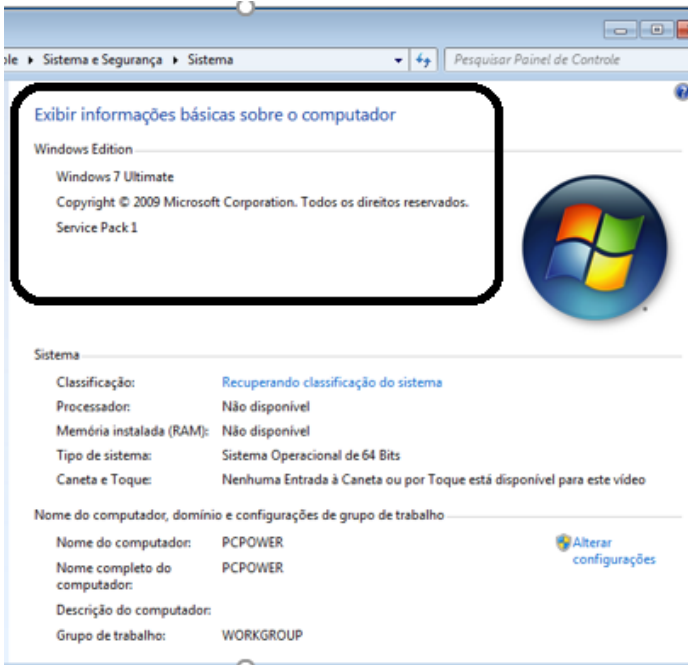 ole ▸ Sistema e Segurança ▸ Sistema
Pesquisar Painel de Controle
Exibir informações básicas sobre o computador
Windows Edition
Windows 7 Ultimate
Copyright © 2009 Microsoft Corporation. Todos os direitos reservados.
Service Pack 1
Sistema
Classificação: Recuperando classificação do sistema
Processador: Não disponível
Memória instalada (RAM): Não disponível
Tipo de sistema: Sistema Operacional de 64 Bits
Caneta e Toque: Nenhuma Entrada à Caneta ou por Toque está disponível para este vídeo
Nome do computador, domínio e configurações de grupo de trabalho
Nome do computador: PCPOWER
Alterar
configurações
Nome completo do
computador: PCPOWER
Descrição do computador:
Grupo de trabalho: WORKGROUP